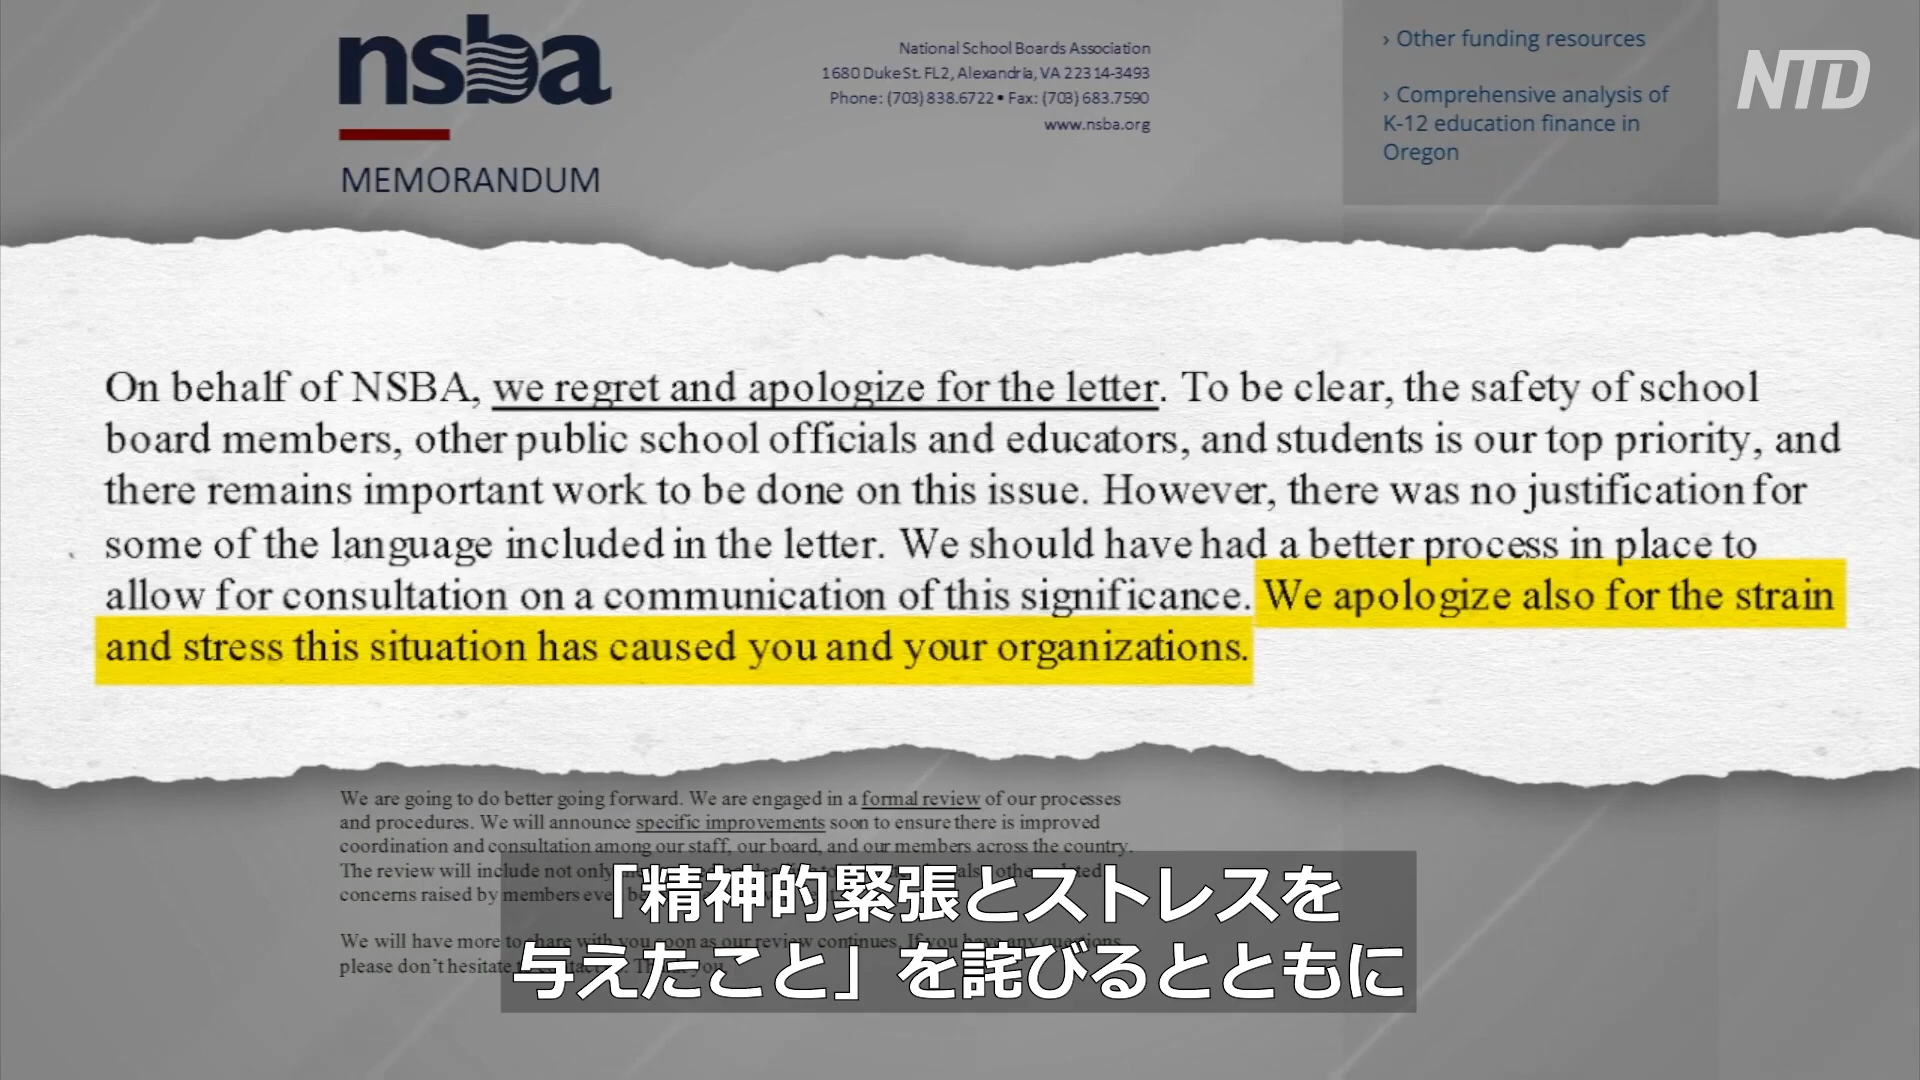 nsba
MEMORANDUM
National School Boards Association
1680 Duke St. FL2, Alexandria, VA 22314-3493
Phone: (703) 838.6722 • Fax: (703) 683.7590
www.nsba.org
› Other funding resources
› Comprehensive analysis of
K-12 education finance in
Oregon
NTD
On behalf of NSBA, we regret and apologize for the letter. To be clear, the safety of school
board members, other public school officials and educators, and students is our top priority, and
there remains important work to be done on this issue. However, there was no justification for
some of the language included in the letter. We should have had a better process in place to
allow for consultation on a communication of this significance. We apologize also for the strain
and stress this situation has caused you and your organizations.
We are going to do better going forward. We are engaged in a formal review of our processes
and procedures. We will announce specific improvements soon to ensure there is improved
coordination and consultation among our staff, our board, and our members across the country.
The review will include not only
concerns raised by members
We will have more to share with you soon as our review continues. If you have any questions,
please don't hesitate
「精神的緊張とストレスを
与えたこと」を詫びるとともに